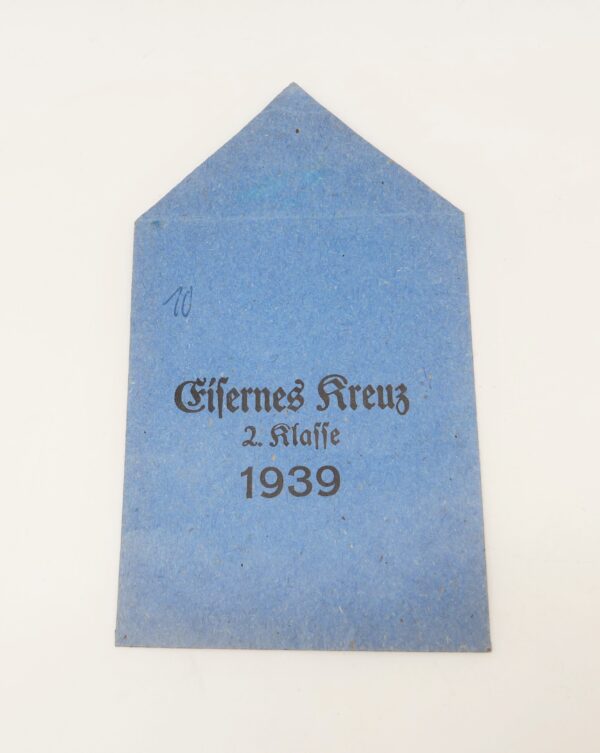 10
Eisernes Kreuz
2. Klasse
1939